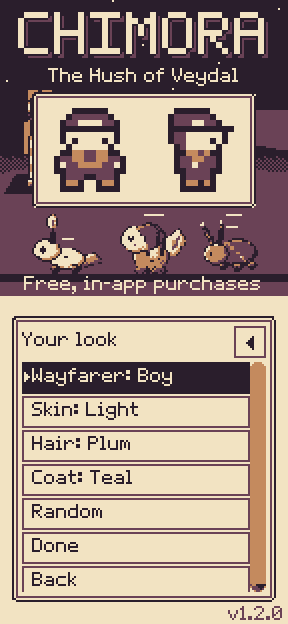 CHIMORA
The Hush of Veydal
Free, in-app purchases
Your look
Wayfarer: Boy
Skin: Light
Hair: Plum
Coat: Teal
Random
Done
Back
v1.2.0